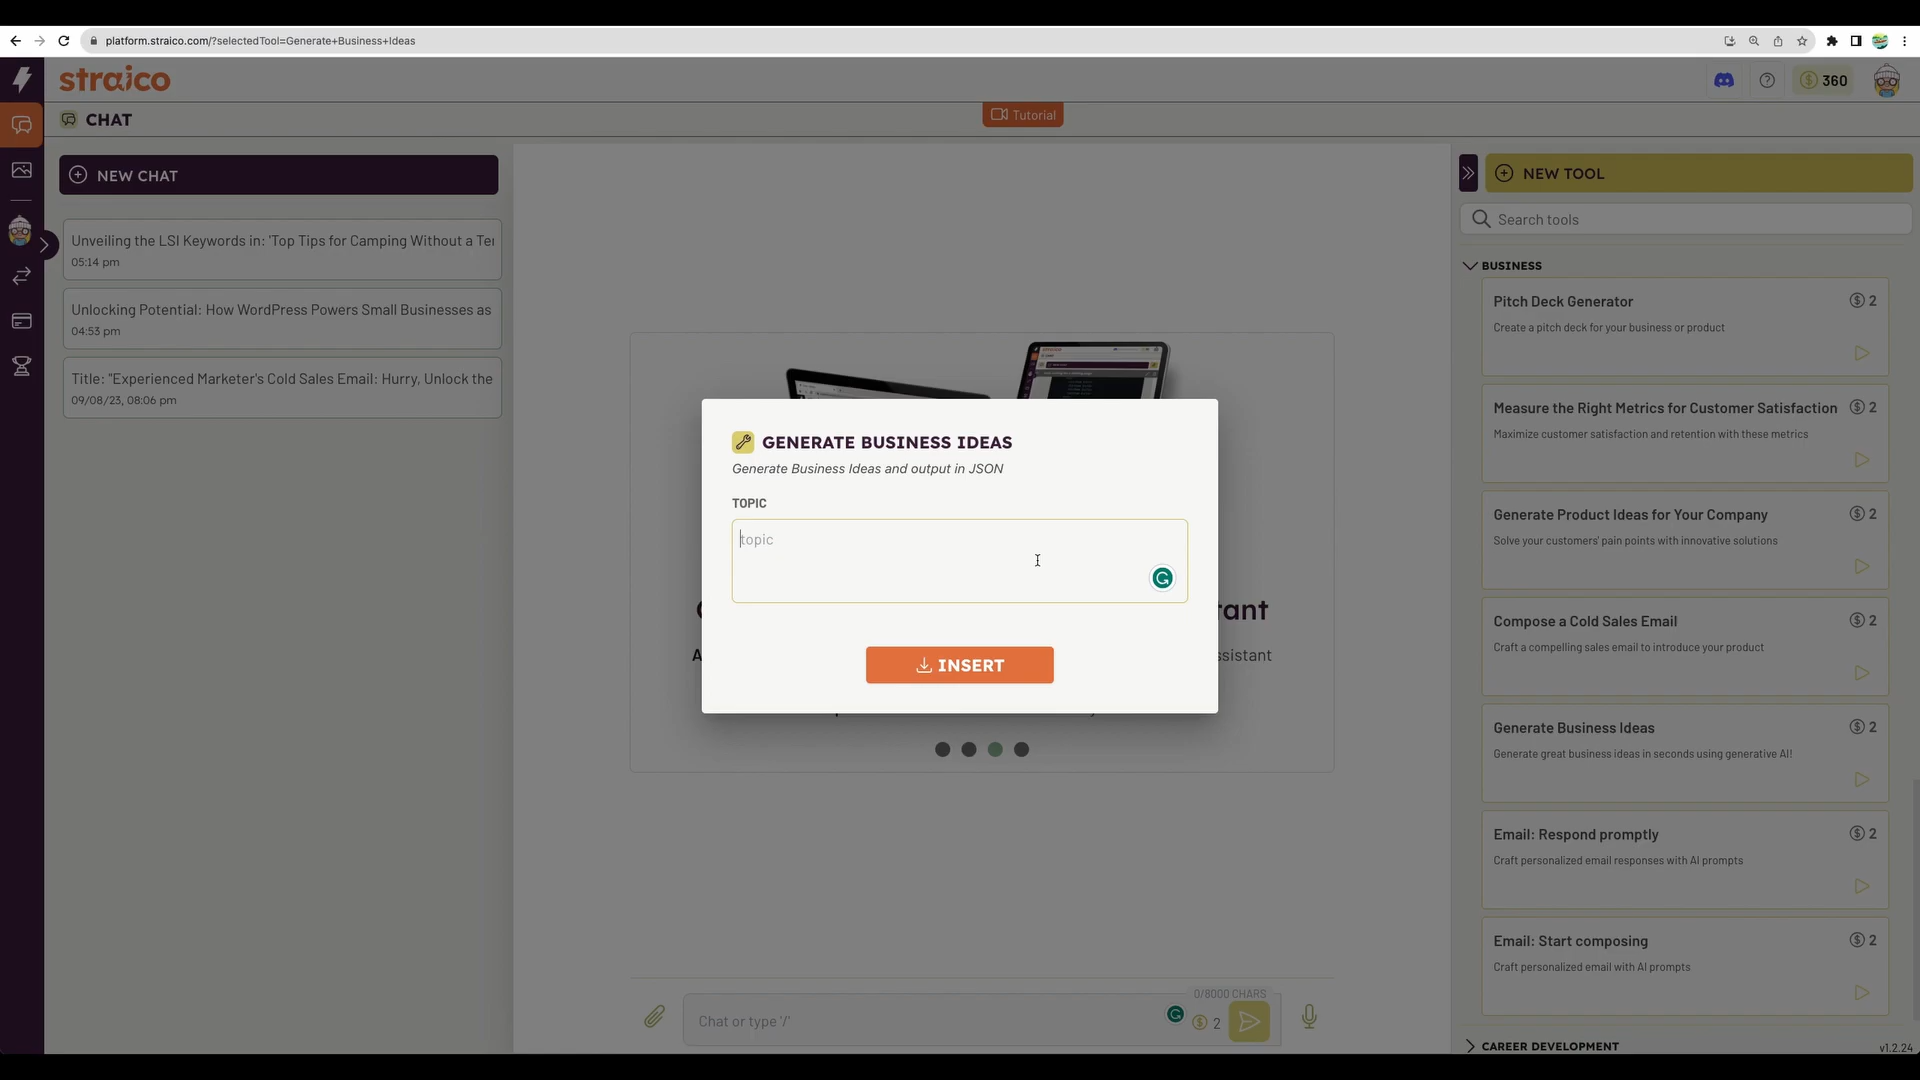 platform.straico.com/?selectedTool=Generate+Business+Ideas
straico
360
CHAT
Tutorial
NEW CHAT
Unveiling the LSI Keywords in: 'Top Tips for Camping Without a Ter
05:14 pm
Unlocking Potential: How WordPress Powers Small Businesses as
04:53 pm
Title: "Experienced Marketer's Cold Sales Email: Hurry, Unlock the
09/08/23, 08:06 pm
GENERATE BUSINESS IDEAS
Generate Business Ideas and output in JSON
TOPIC
topic
INSERT
tant
ssistant
0/8000 CHARS
Chat or type '/'
2
NEW TOOL
Search tools
BUSINESS
Pitch Deck Generator 2
Create a pitch deck for your business or product
Measure the Right Metrics for Customer Satisfaction 2
Maximize customer satisfaction and retention with these metrics
Generate Product Ideas for Your Company 2
Solve your customers' pain points with innovative solutions
Compose a Cold Sales Email 2
Craft a compelling sales email to introduce your product
Generate Business Ideas 2
Generate great business ideas in seconds using generative AI!
Email: Respond promptly 2
Craft personalized email responses with AI prompts
Email: Start composing 2
Craft personalized email with AI prompts
CAREER DEVELOPMENT
v1.2.24